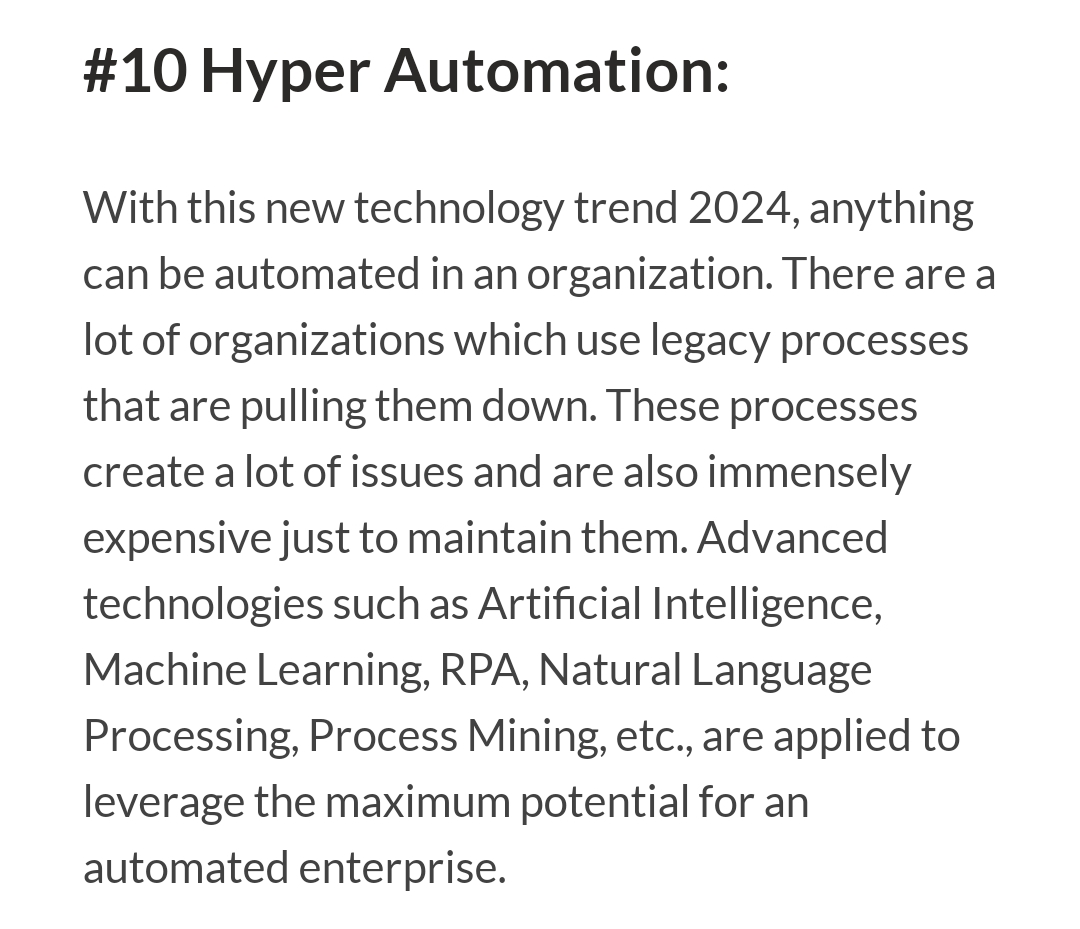 #10 Hyper Automation:
With this new technology trend 2024, anything
can be automated in an organization. There are a
lot of organizations which use legacy processes
that are pulling them down. These processes
create a lot of issues and are also immensely
expensive just to maintain them. Advanced
technologies such as Artificial Intelligence,
Machine Learning, RPA, Natural Language
Processing, Process Mining, etc., are applied to
leverage the maximum potential for an
automated enterprise.